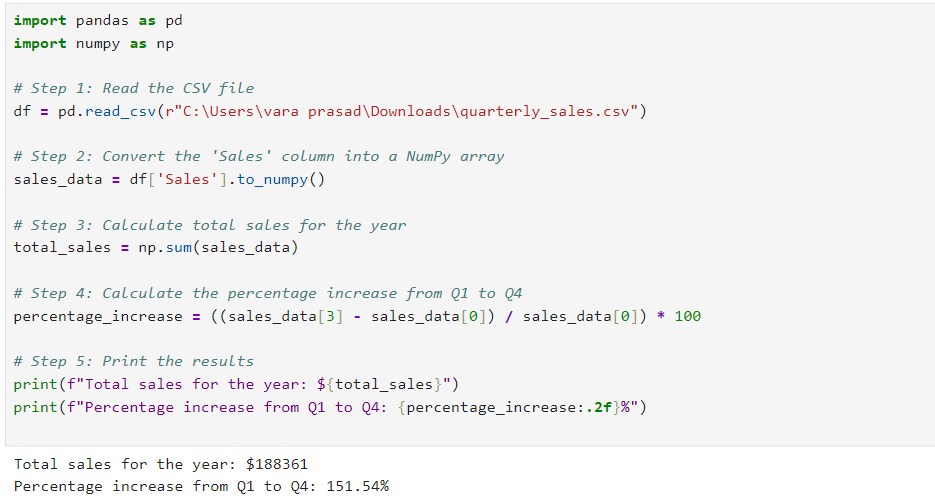 import pandas as pd
import numpy as np
# Step 1: Read the CSV file
df = pd.read_csv(r"C:\Users\vara prasad\Downloads\quarterly_sales.csv")
# Step 2: Convert the 'Sales' column into a NumPy array
sales_data = df['Sales'].to_numpy()
# Step 3: Calculate total sales for the year
total_sales = np.sum(sales_data)
# Step 4: Calculate the percentage increase from Q1 to Q4
percentage_increase = ((sales_data[3] - sales_data[0]) / sales_data[0]) * 100
# Step 5: Print the results
print(f"Total sales for the year: ${total_sales}")
print(f"Percentage increase from Q1 to Q4: {percentage_increase:.2f}%")
Total sales for the year: $188361
Percentage increase from Q1 to Q4: 151.54%